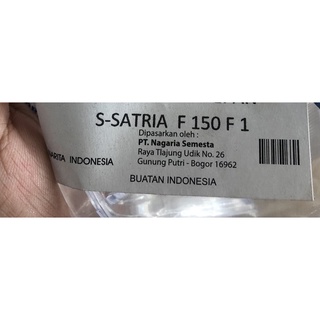 S-SATRIA F 150 F 1
Dipasarkan oleh :
PT. Nagaria Semesta
Raya Tlajung Udik No. 26
Gunung Putri - Bogor 16962
ARITA INDONESIA
BUATAN INDONESIA